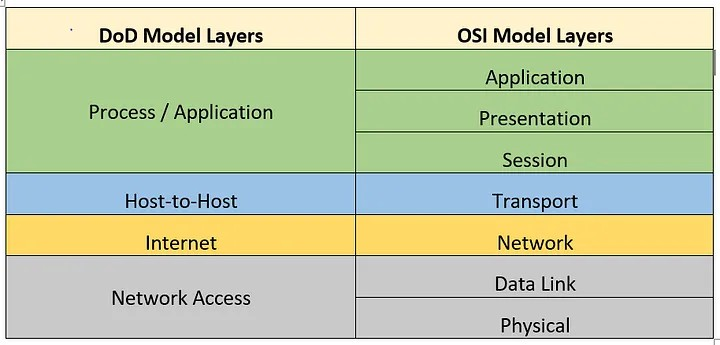 DoD Model Layers
OSI Model Layers
Process / Application
Application
Presentation
Session
Host-to-Host
Transport
Internet
Network
Network Access
Data Link
Physical